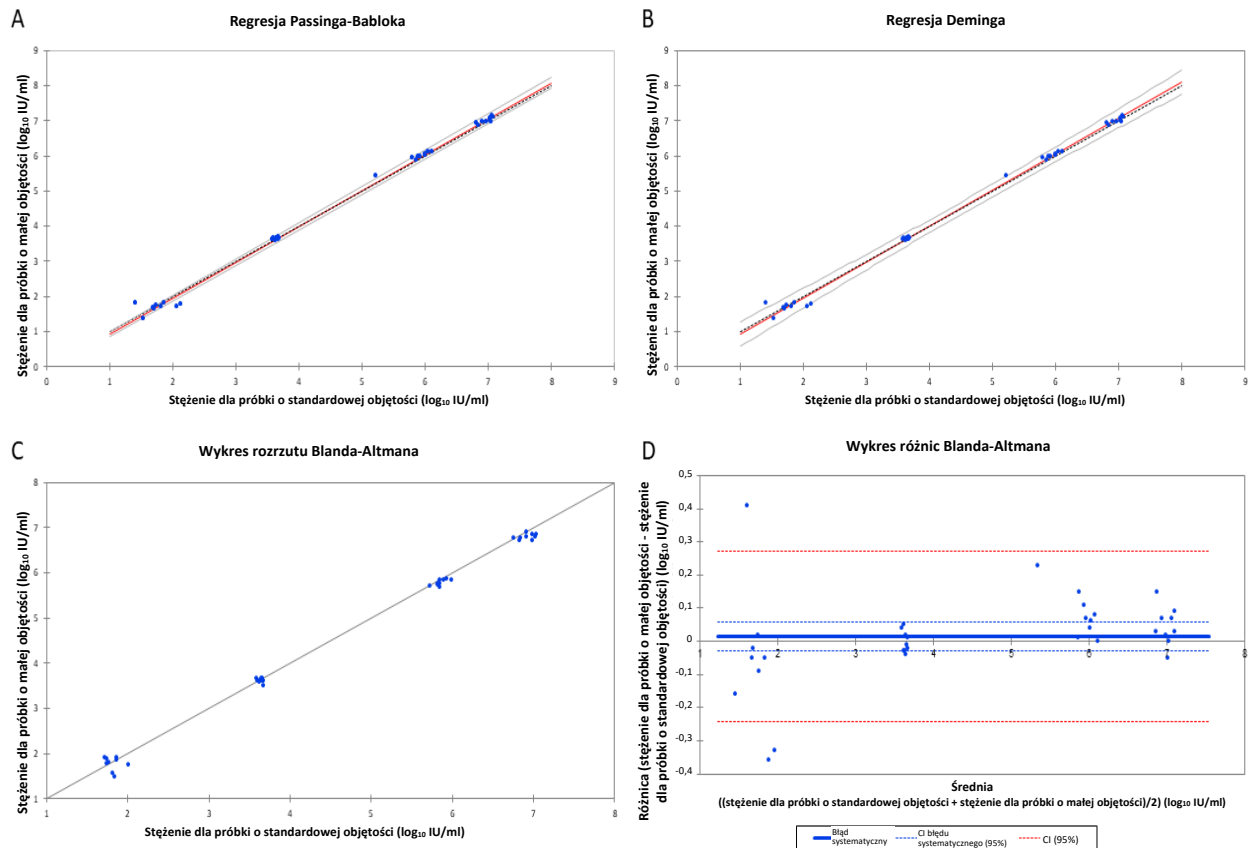 A
Regresja Passinga-Babloka
Stężenie dla próbki o małej objętości (log₁₀ IU/ml)
9
8
7
6
5
4
3
2
1
0
0 1 2 3 4 5 6 7 8 9
Stężenie dla próbki o standardowej objętości (log₁₀ IU/ml)
B
Regresja Deminga
Stężenie dla próbki o małej objętości (log₁₀ IU/ml)
9
8
7
6
5
4
3
2
1
0
0 1 2 3 4 5 6 7 8 9
Stężenie dla próbki o standardowej objętości (log₁₀ IU/ml)
C
Wykres rozrzutu Blanda-Altmana
Stężenie dla próbki o małej objętości (log₁₀ IU/ml)
8
7
6
5
4
3
2
1
1 2 3 4 5 6 7 8
Stężenie dla próbki o standardowej objętości (log₁₀ IU/ml)
D
Wykres różnic Blanda-Altmana
Różnica (stężenie dla próbki o małej objętości - stężenie
dla próbki o standardowej objętości) (log₁₀ IU/ml)
0,5
0,4
0,3
0,2
0,1
0
-0,1
-0,2
-0,3
-0,4
1 2 3 4 5 6 7 8
Średnia
((stężenie dla próbki o standardowej objętości + stężenie dla próbki o małej objętości)/2) (log₁₀ IU/ml)
Błąd
systematyczny
CI błędu
systematycznego (95%)
CI (95%)